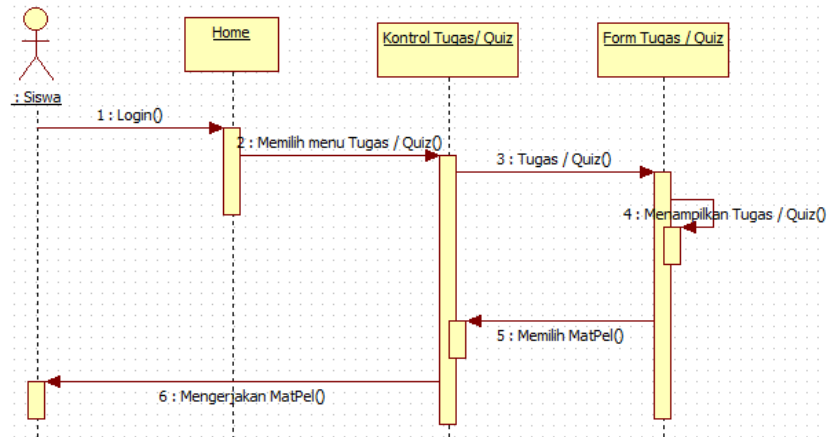 Home
Kontrol Tugas/ Quiz
Form Tugas / Quiz
: Siswa
1 : Login()
2 : Memilih menu Tugas / Quiz()
3 : Tugas / Quiz()
4 : Menampilkan Tugas / Quiz()
5 : Memilih MatPel()
6 : Mengerjakan MatPel()